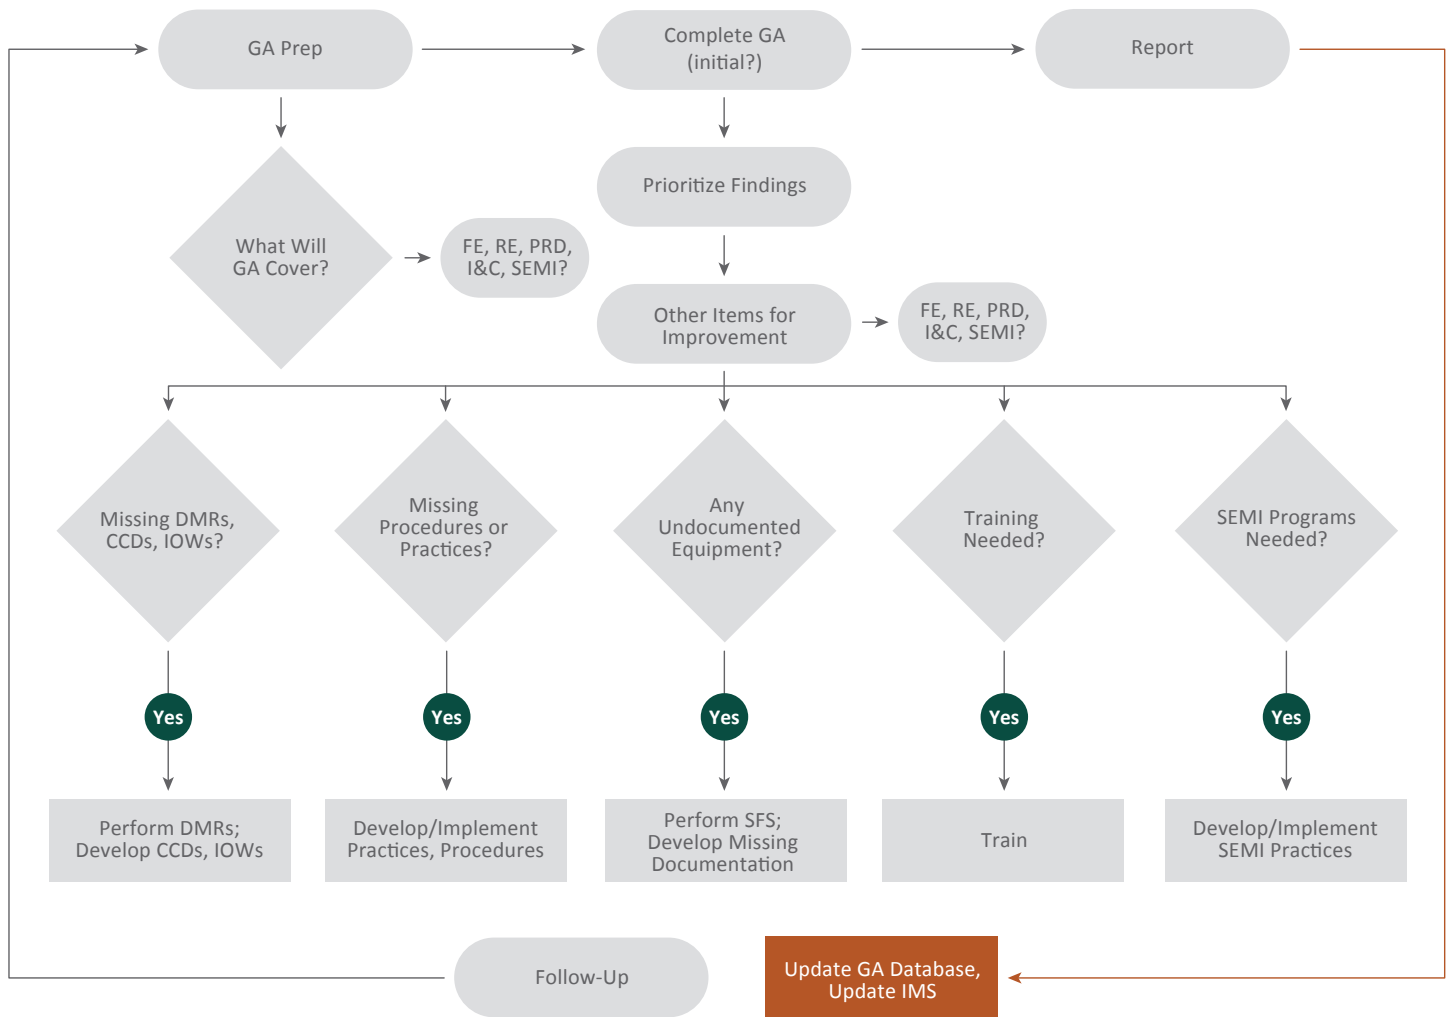 GA Prep
Complete GA
(initial?)
Report
Prioritize Findings
What Will
GA Cover?
FE, RE, PRD,
I&C, SEMI?
Other Items for
Improvement
FE, RE, PRD,
I&C, SEMI?
Missing DMRs,
CCDs, IOWs?
Missing
Procedures or
Practices?
Any
Undocumented
Equipment?
Training
Needed?
SEMI Programs
Needed?
Yes
Yes
Yes
Yes
Yes
Perform DMRs;
Develop CCDs, IOWs
Develop/Implement
Practices, Procedures
Perform SFS;
Develop Missing
Documentation
Train
Develop/Implement
SEMI Practices
Follow-Up
Update GA Database,
Update IMS